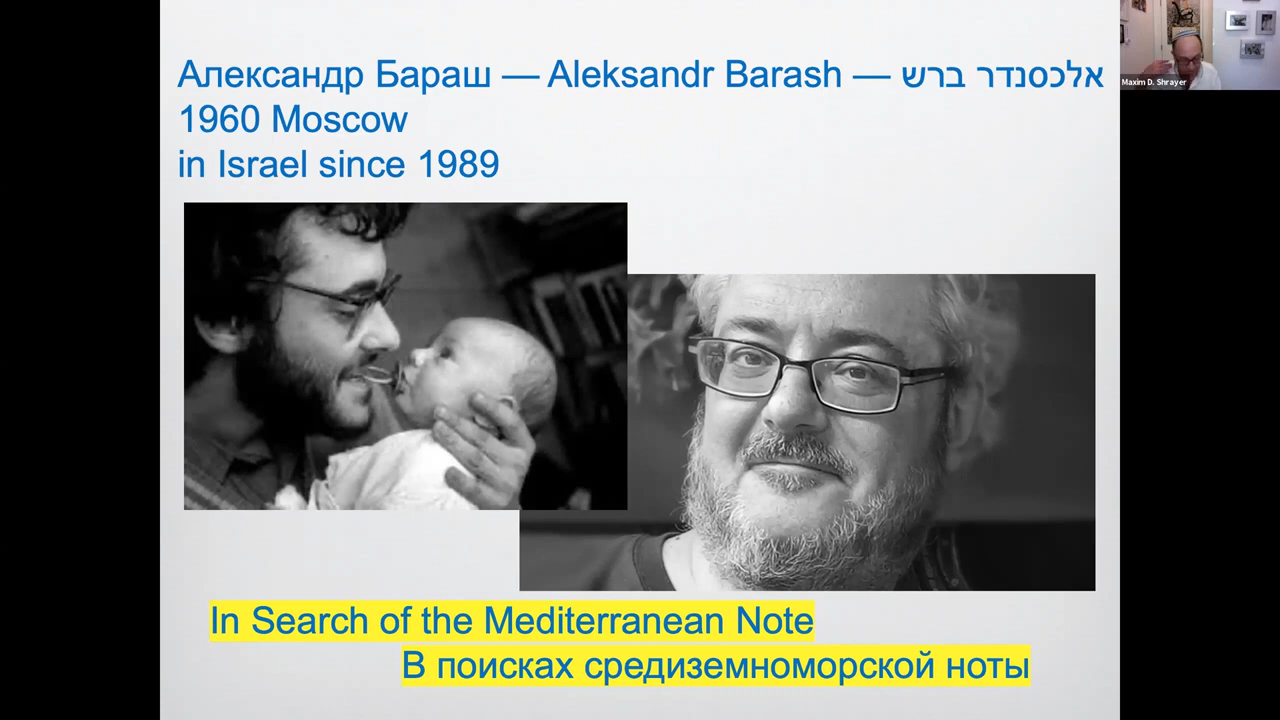 Александр Бараш — Aleksandr Barash — אלכסנדר ברש
1960 Moscow
in Israel since 1989
In Search of the Mediterranean Note
В поисках средиземноморской ноты
Maxim D. Shrayer